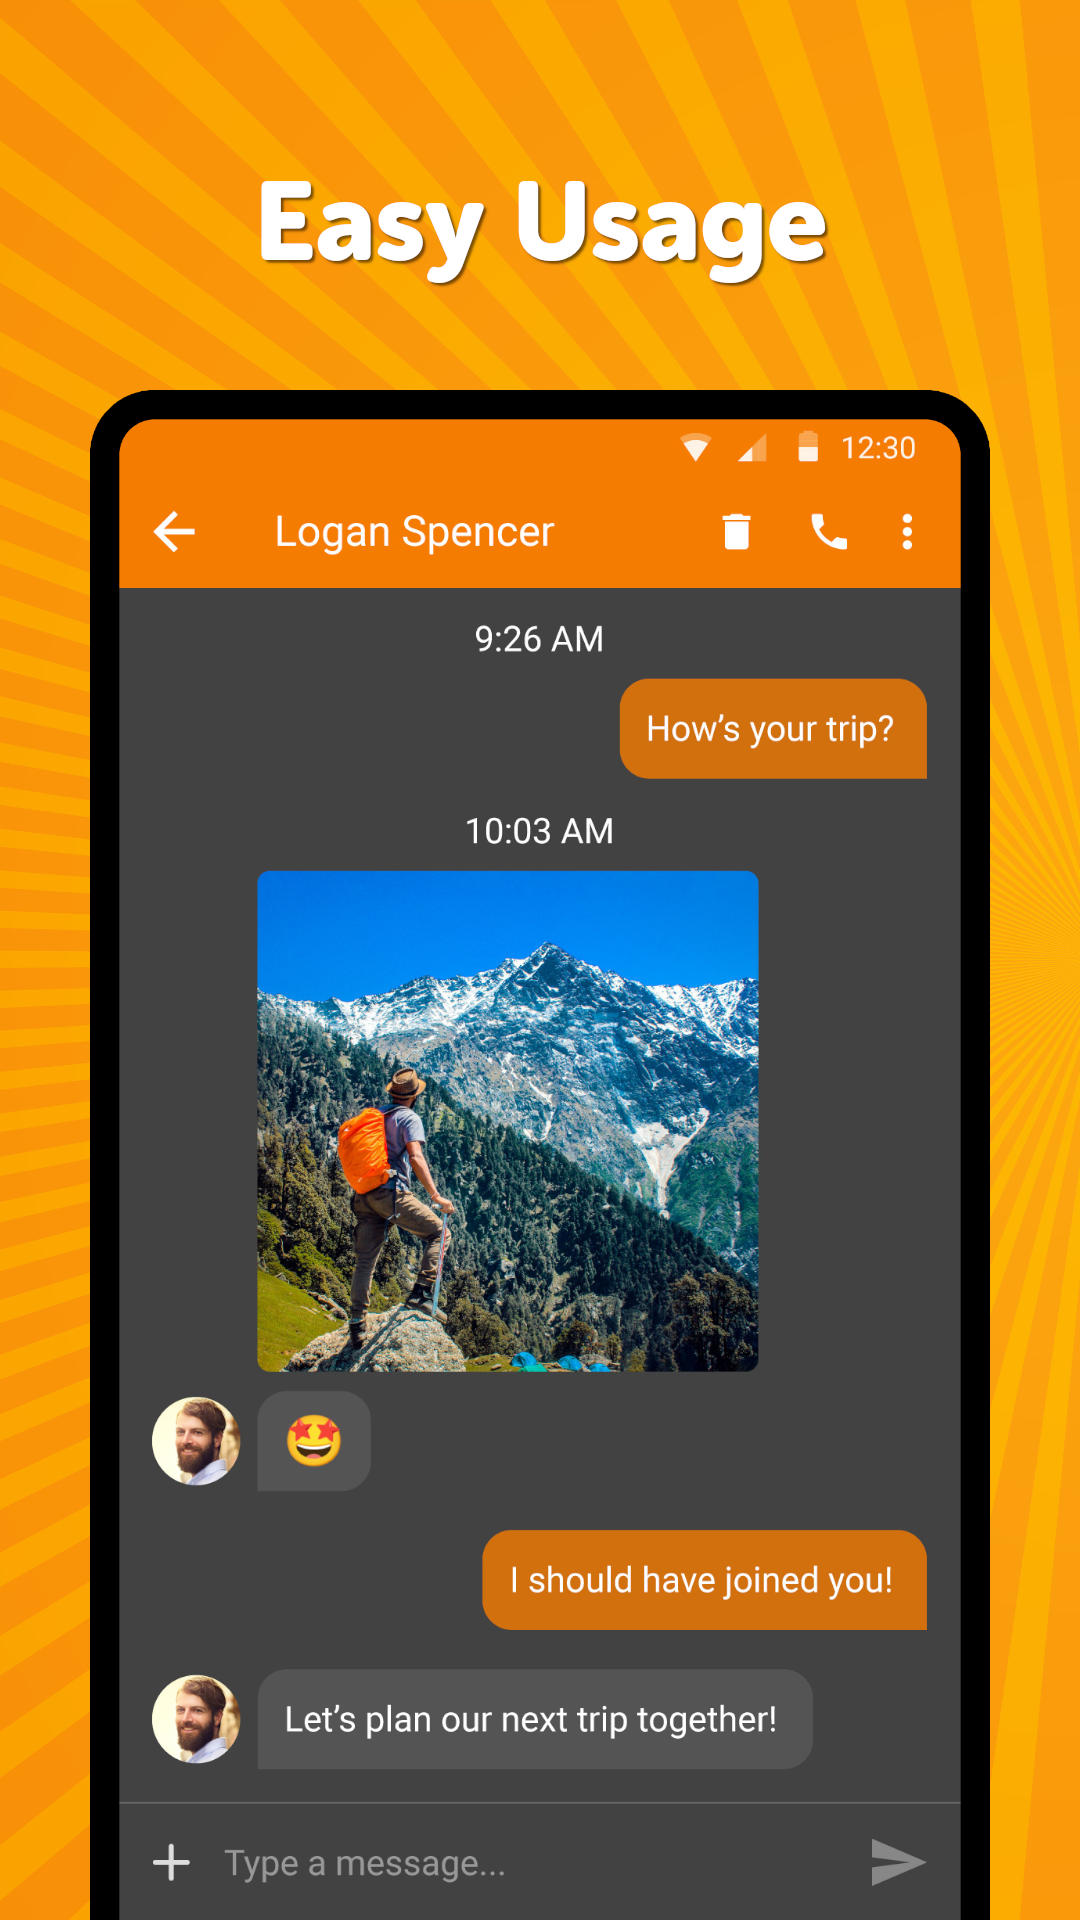 Easy Usage
12:30
Logan Spencer
9:26 AM
How’s your trip?
10:03 AM
🤩
I should have joined you!
Let’s plan our next trip together!
Type a message...